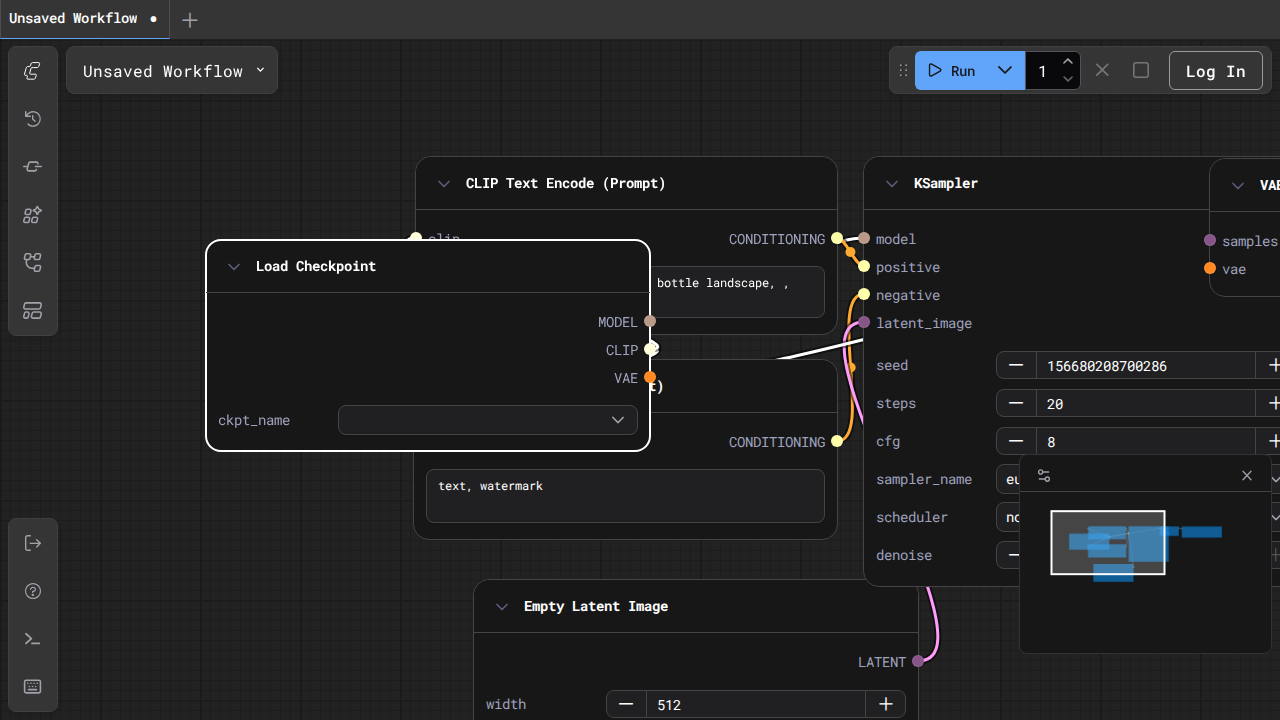 Unsaved Workflow
Unsaved Workflow
Run
1
Log In
CLIP Text Encode (Prompt)
clip
CONDITIONING
bottle landscape, ,
Load Checkpoint
MODEL
CLIP
VAE
ckpt_name
t)
CONDITIONING
text, watermark
KSampler
model
positive
negative
latent_image
seed
156680208700286
steps
20
cfg
8
sampler_name
eu
scheduler
no
denoise
samples
vae
Empty Latent Image
LATENT
width
512